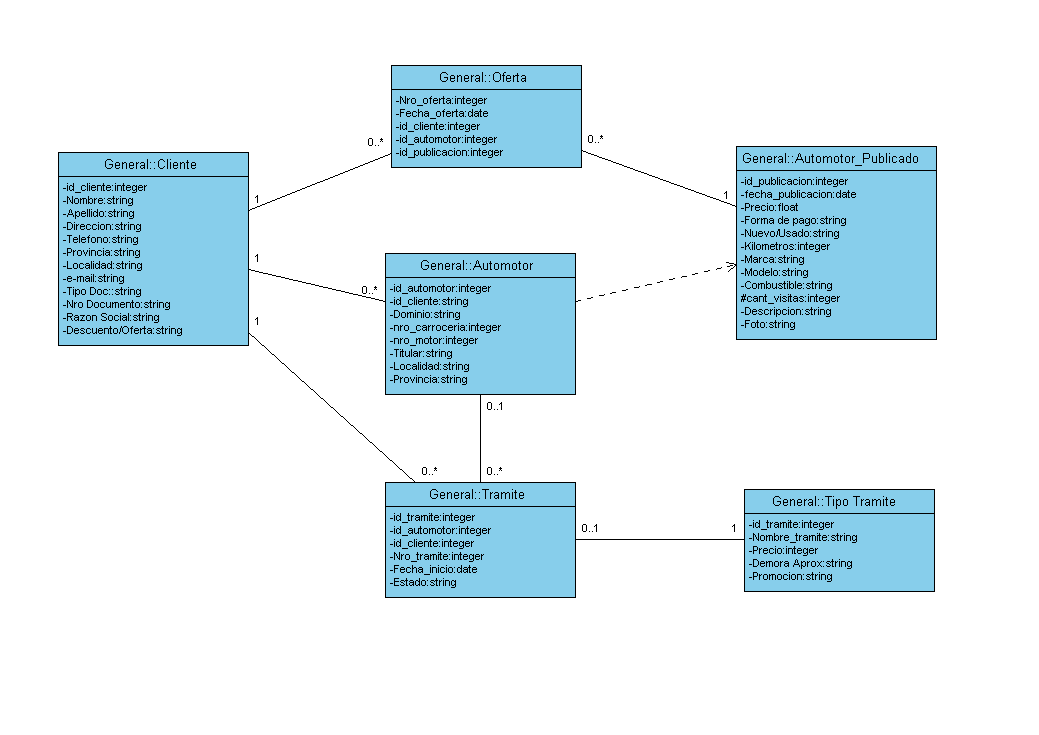 General::Oferta
-Nro_oferta:integer
-Fecha_oferta:date
-id_cliente:integer
-id_automotor:integer
-id_publicacion:integer
0..*
0..*
General::Cliente
-id_cliente:integer
-Nombre:string
-Apellido:string
-Direccion:string
-Telefono:string
-Provincia:string
-Localidad:string
-e-mail:string
-Tipo Doc::string
-Nro Documento:string
-Razon Social:string
-Descuento/Oferta:string
1
1
1
General::Automotor_Publicado
-id_publicacion:integer
-fecha_publicacion:date
-Precio:float
-Forma de pago:string
-Nuevo/Usado:string
-Kilometros:integer
-Marca:string
-Modelo:string
-Combustible:string
#cant_visitas:integer
-Descripcion:string
-Foto:string
1
General::Automotor
-id_automotor:integer
-id_cliente:string
-Dominio:string
-nro_carroceria:integer
-nro_motor:integer
-Titular:string
-Localidad:string
-Provincia:string
0..*
0..1
0..*
0..*
General::Tramite
-id_tramite:integer
-id_automotor:integer
-id_cliente:integer
-Nro_tramite:integer
-Fecha_inicio:date
-Estado:string
0..1
1
General::Tipo Tramite
-id_tramite:integer
-Nombre_tramite:string
-Precio:integer
-Demora Aprox:string
-Promocion:string